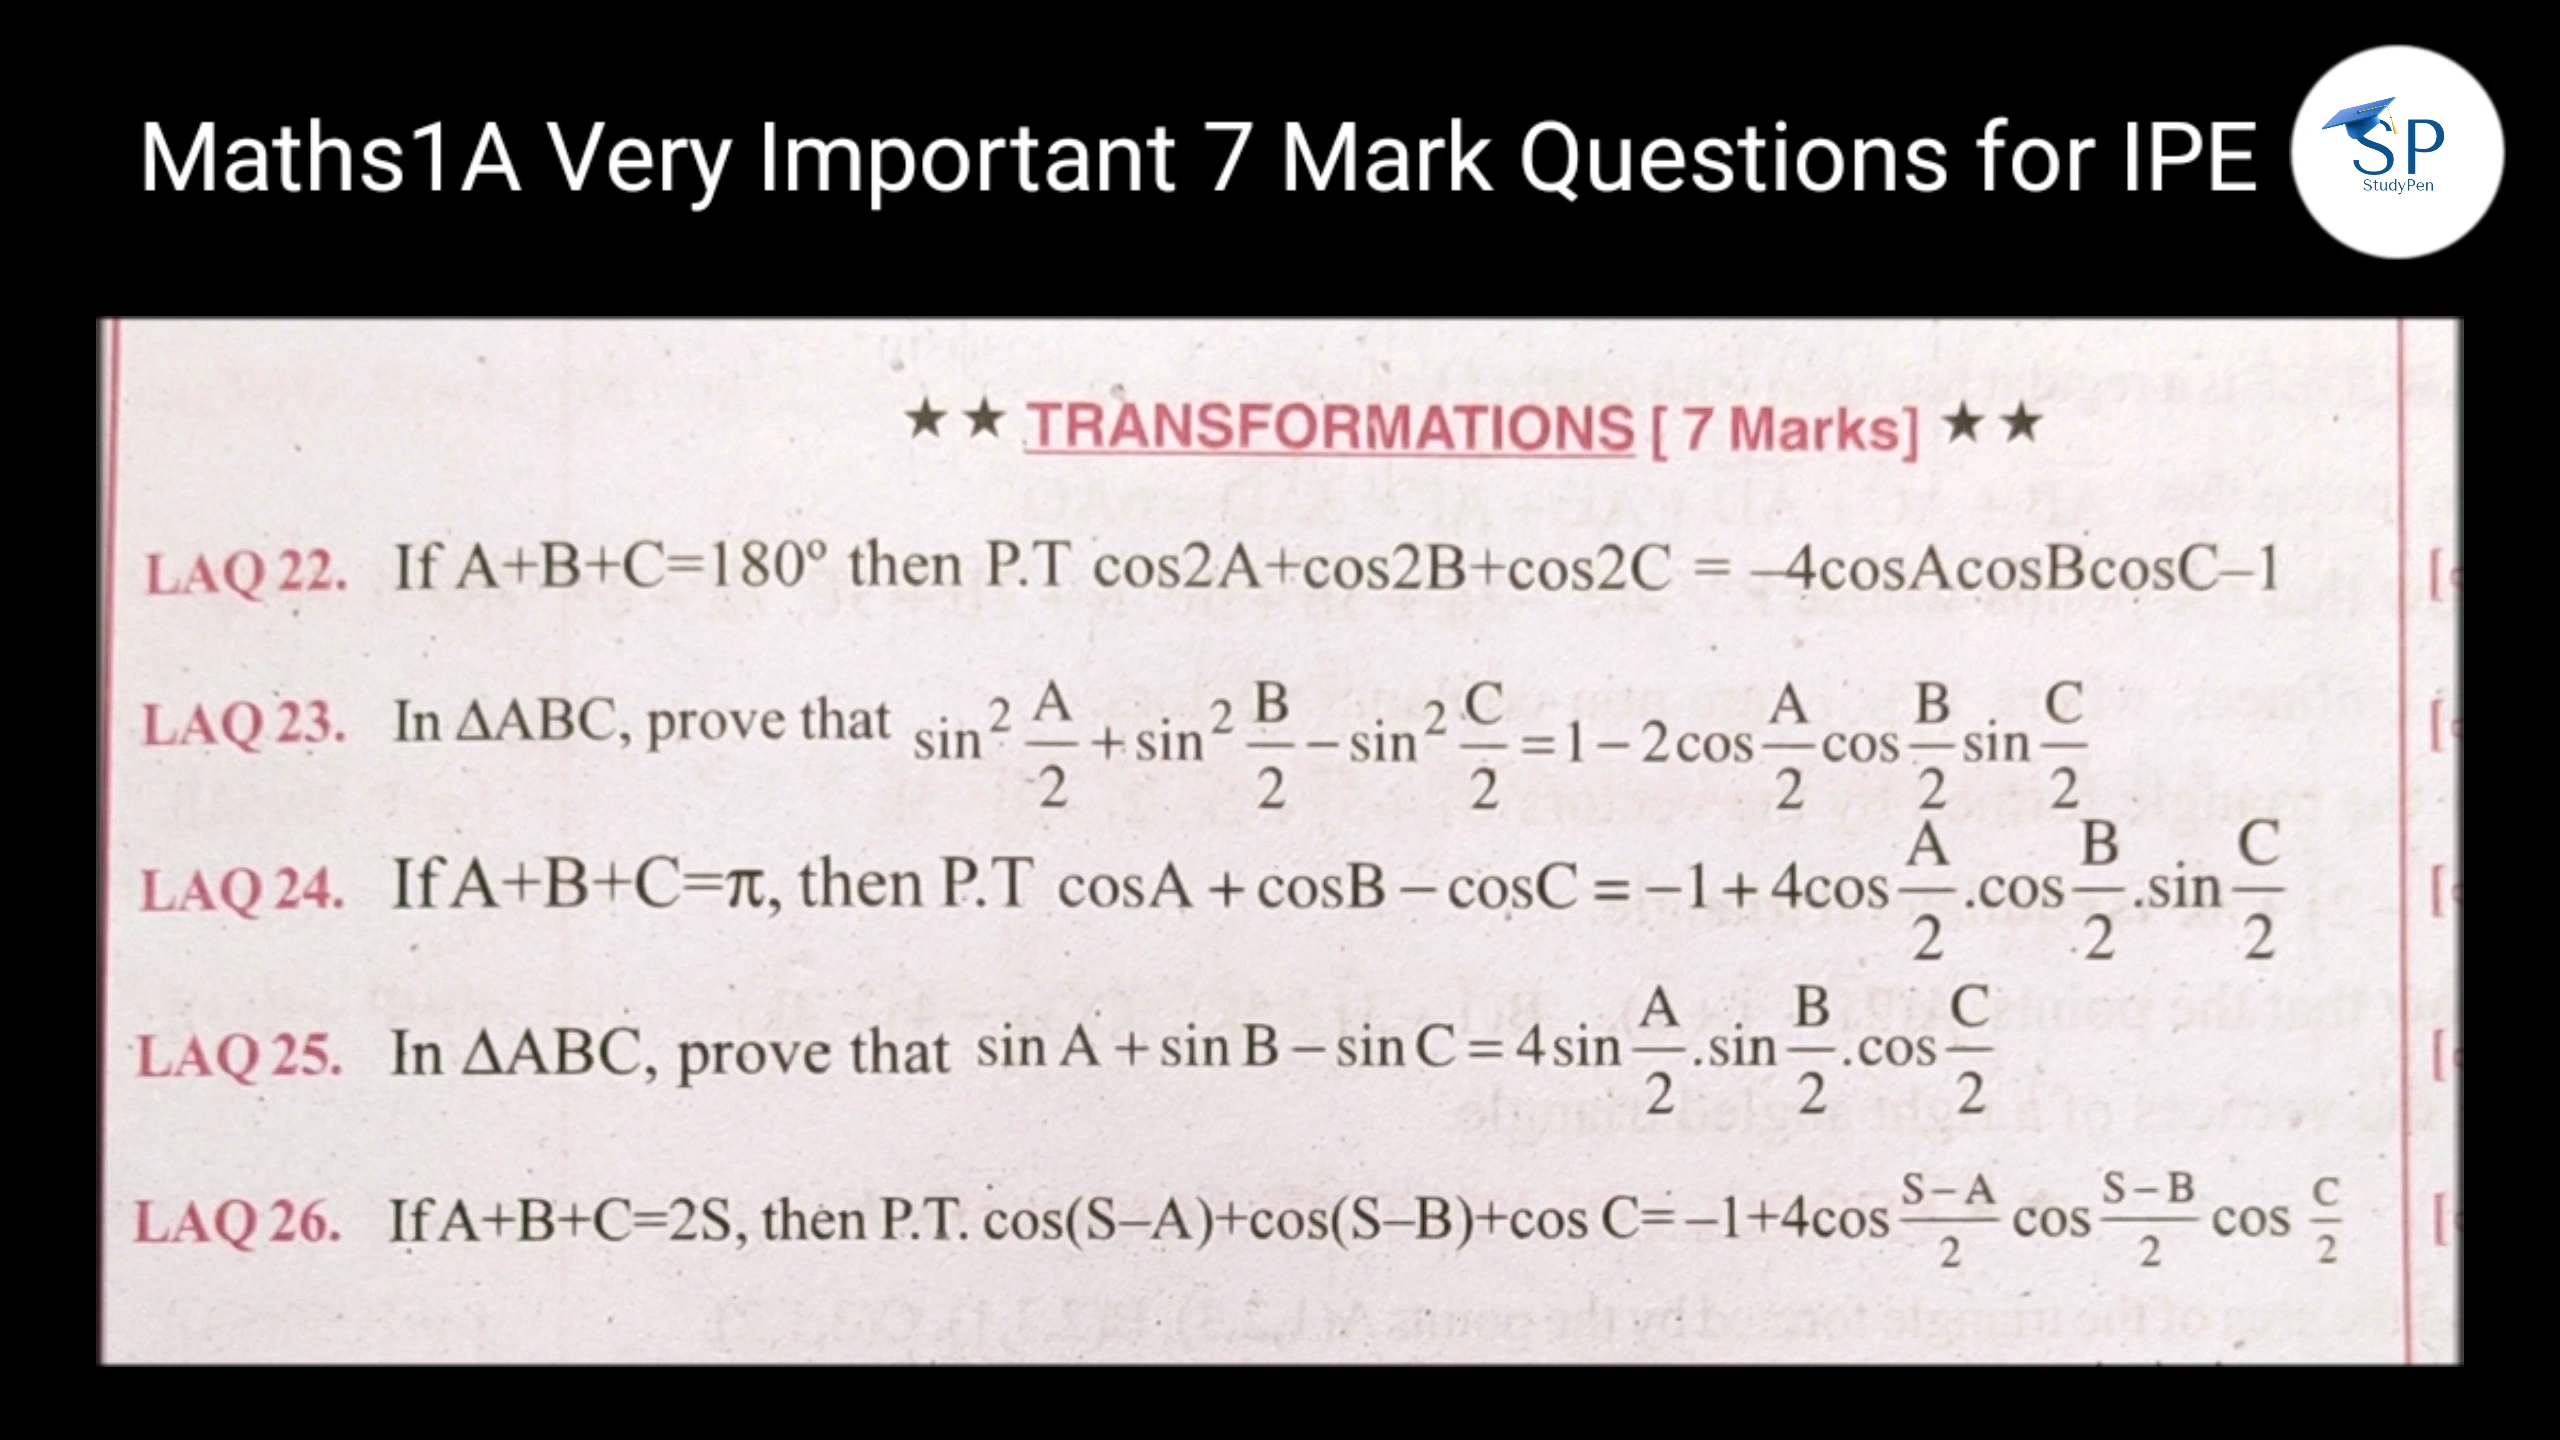 Maths1A Very Important 7 Mark Questions for IPE
SP
StudyPen
★ ★ TRANSFORMATIONS [ 7 Marks] ★ ★
LAQ 22. If A+B+C=180º then P.T cos2A+cos2B+cos2C = –4cosAcosBcosC–1
LAQ 23. In ΔABC, prove that sin² A/2 + sin² B/2 – sin² C/2 = 1 – 2cos A/2 cos B/2 sin C/2
LAQ 24. If A+B+C=π, then P.T cosA + cosB – cosC = –1 + 4cos A/2 .cos B/2 .sin C/2
LAQ 25. In ΔABC, prove that sin A + sin B – sin C = 4 sin A/2 .sin B/2 .cos C/2
LAQ 26. If A+B+C=2S, then P.T. cos(S–A)+cos(S–B)+cos C= –1+4cos S–A/2 cos S–B/2 cos C/2